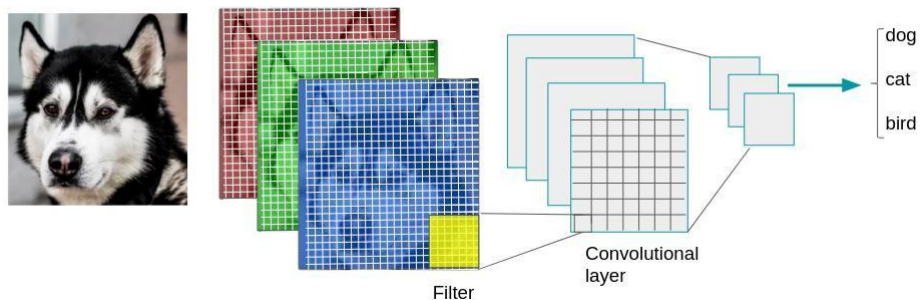 dog
cat
bird
Convolutional
layer
Filter